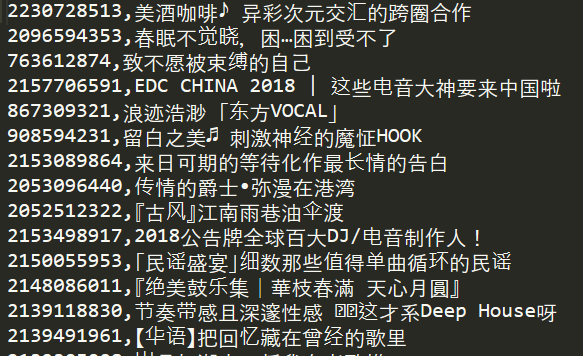 2230728513,美酒咖啡♪ 异彩次元交汇的跨圈合作
2096594353,春眠不觉晓，困…困到受不了
763612874,致不愿被束缚的自己
2157706591,EDC CHINA 2018 | 这些电音大神要来中国啦
867309321,浪迹浩渺「东方VOCAL」
908594231,留白之美♬ 刺激神经的魔怔HOOK
2153089864,来日可期的等待化作最长情的告白
2053096440,传情的爵士•弥漫在港湾
2052512322,『古风』江南雨巷油伞渡
2153498917,2018公告牌全球百大DJ/电音制作人！
2150055953,「民谣盛宴」细数那些值得单曲循环的民谣
2148086011,『绝美鼓乐集｜華枝春滿 天心月圓』
2139118830,节奏带感且深邃性感 这才系Deep House呀
2139491961,【华语】把回忆藏在曾经的歌里